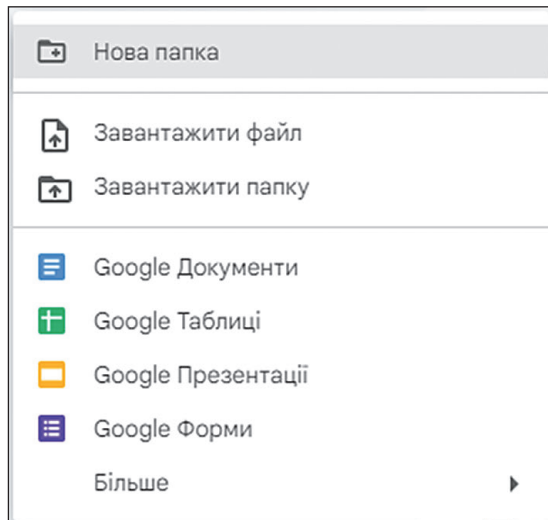 Нова папка
Завантажити файл
Завантажити папку
Google Документи
Google Таблиці
Google Презентації
Google Форми
Більше